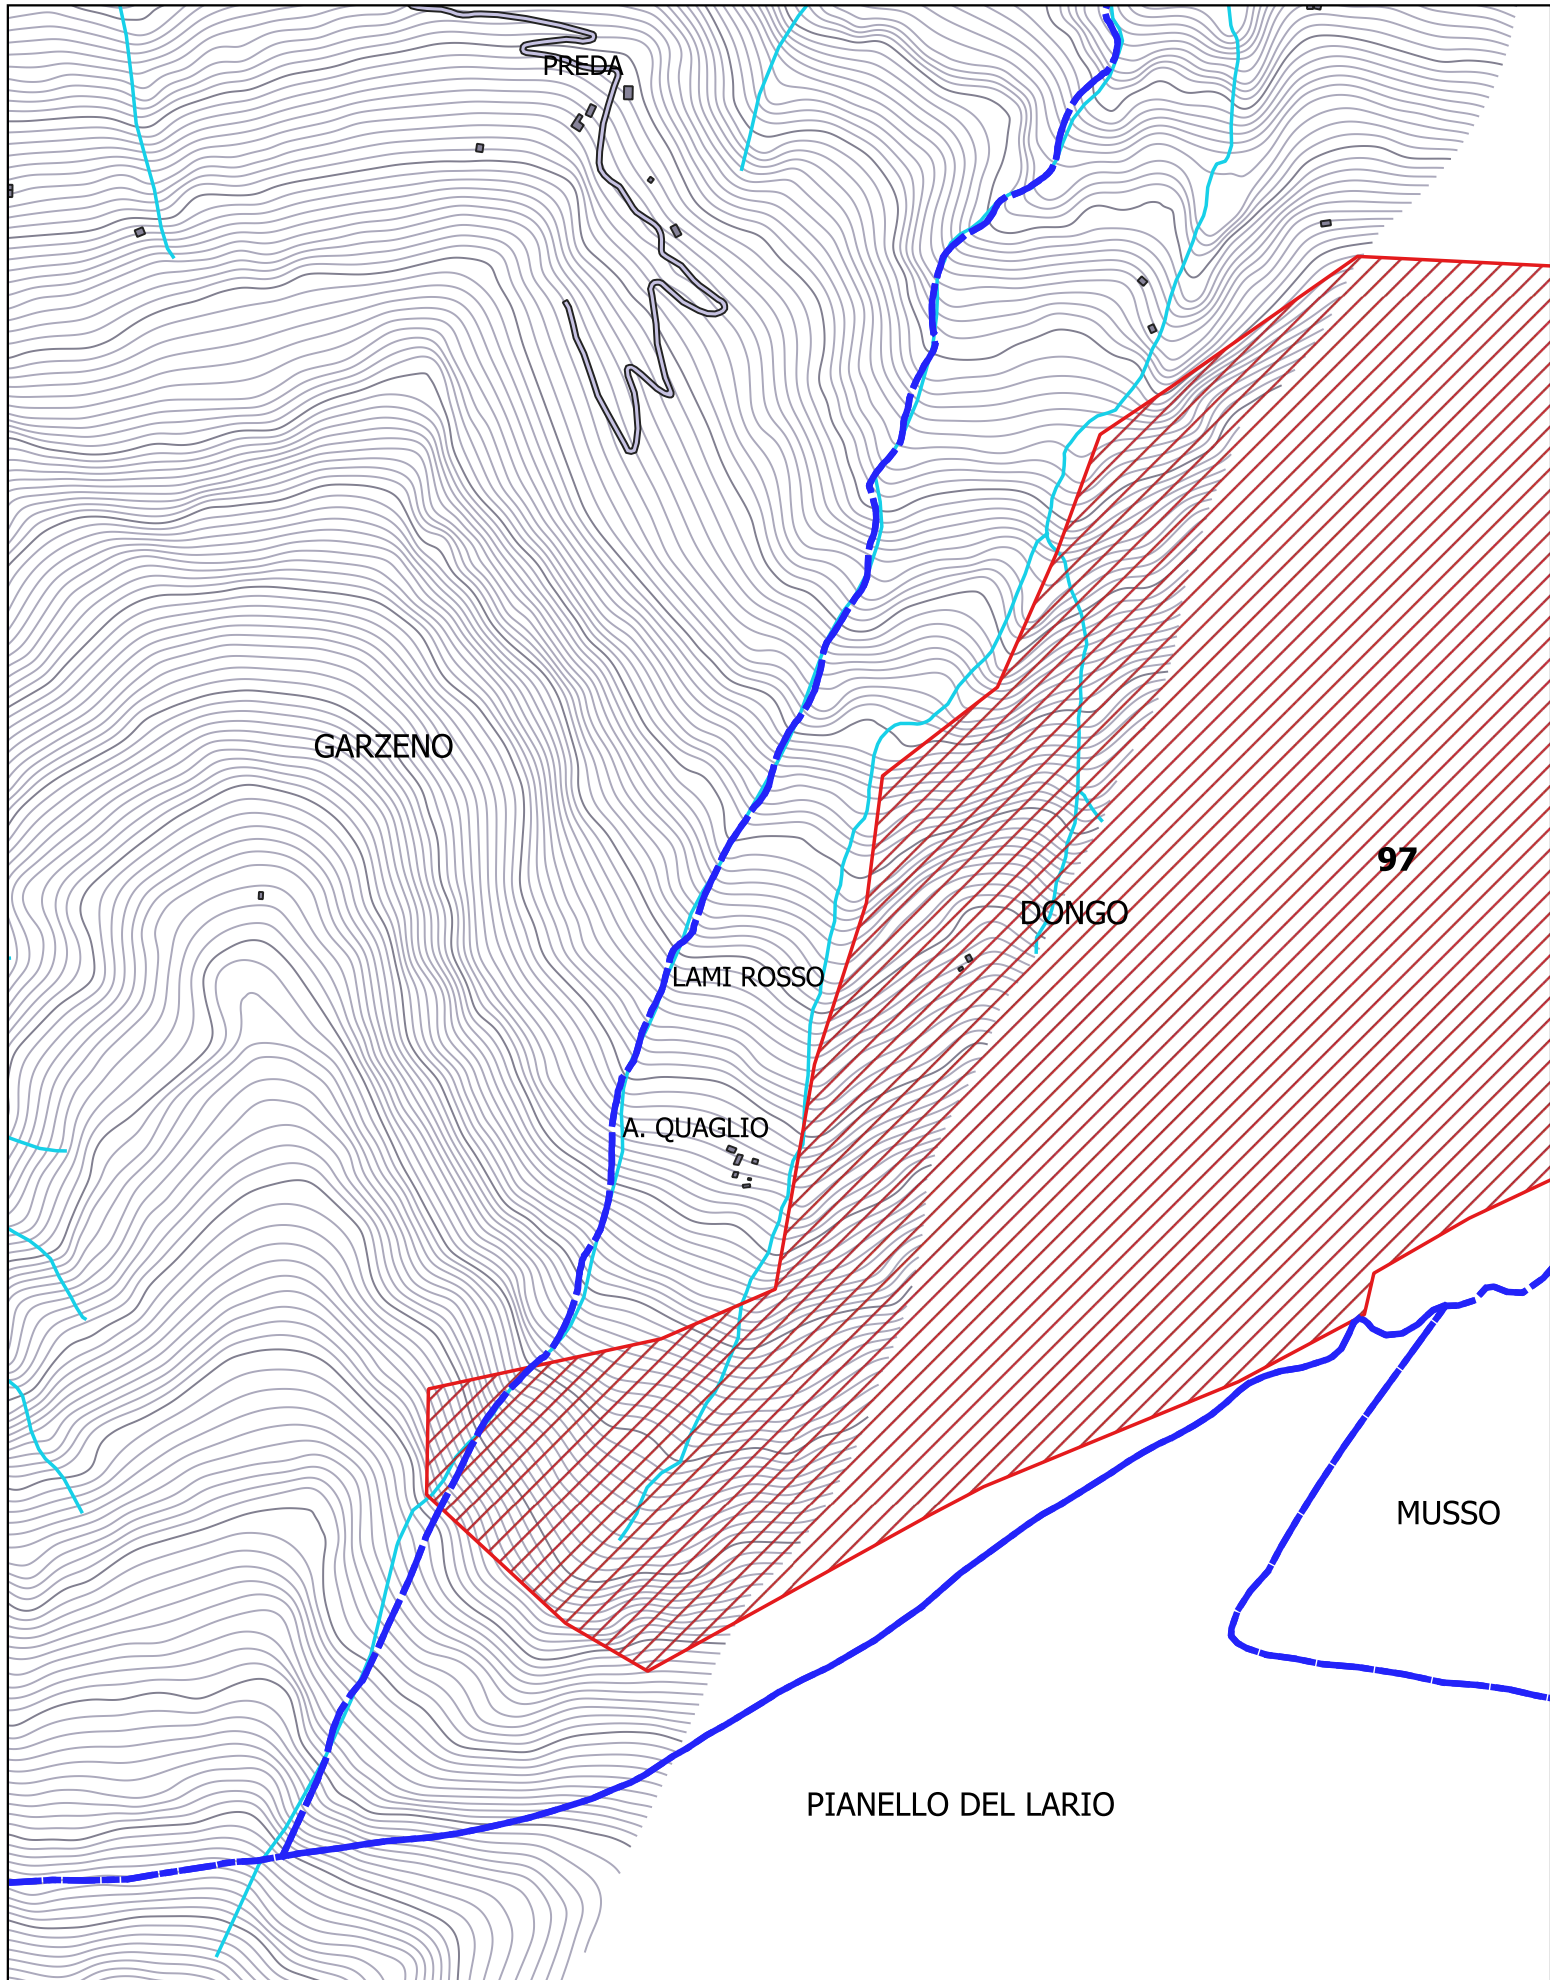 PREDA
GARZENO
97
DONGO
LAMI ROSSO
A. QUAGLIO
MUSSO
PIANELLO DEL LARIO